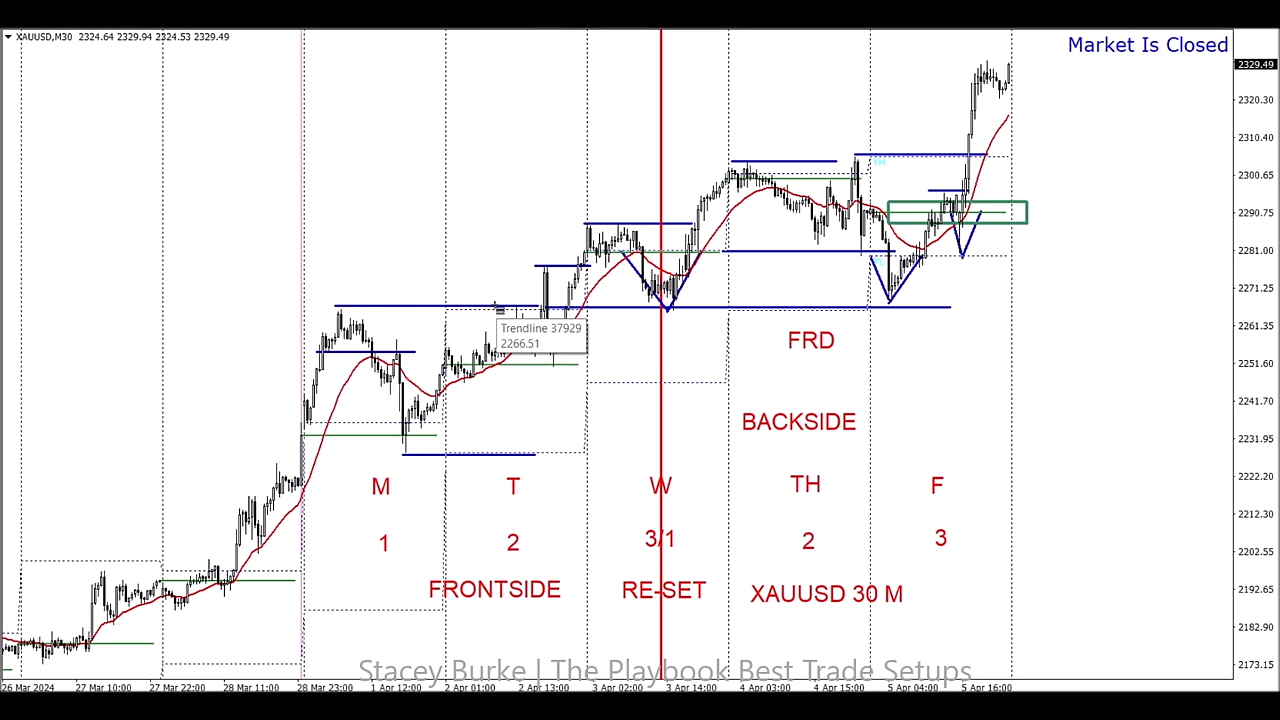 XAUUSD,M30 2324.64 2329.94 2324.53 2329.49
Market Is Closed
2329.49
2320.30
2310.40
2300.65
2290.75
2281.00
2271.25
2261.35
2251.60
2241.70
2231.95
2222.20
2212.30
2202.55
2192.65
2182.90
2173.15
Trendline 37929
2266.51
FRD
BACKSIDE
M T W TH F
1 2 3/1 2 3
FRONTSIDE RE-SET XAUUSD 30 M
Stacey Burke | The Playbook Best Trade Setups
26 Mar 2024 27 Mar 10:00 27 Mar 22:00 28 Mar 11:00 28 Mar 23:00 1 Apr 12:00 2 Apr 01:00 2 Apr 13:00 3 Apr 02:00 3 Apr 14:00 4 Apr 03:00 4 Apr 15:00 5 Apr 04:00 5 Apr 16:00